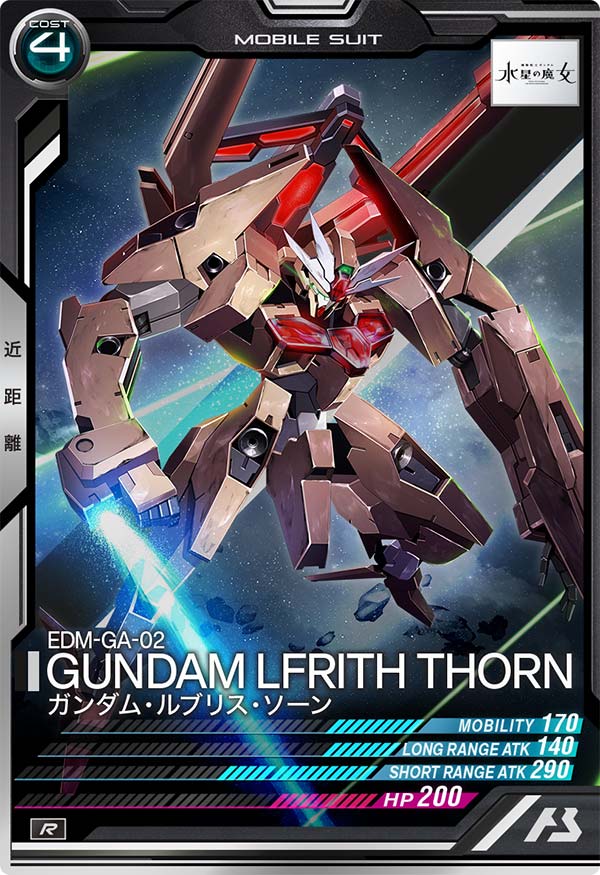 COST
4
MOBILE SUIT
水星の魔女
近距離
EDM-GA-02
GUNDAM LFRITH THORN
ガンダム・ルブリス・ソーン
MOBILITY 170
LONG RANGE ATK 140
SHORT RANGE ATK 290
HP 200
R